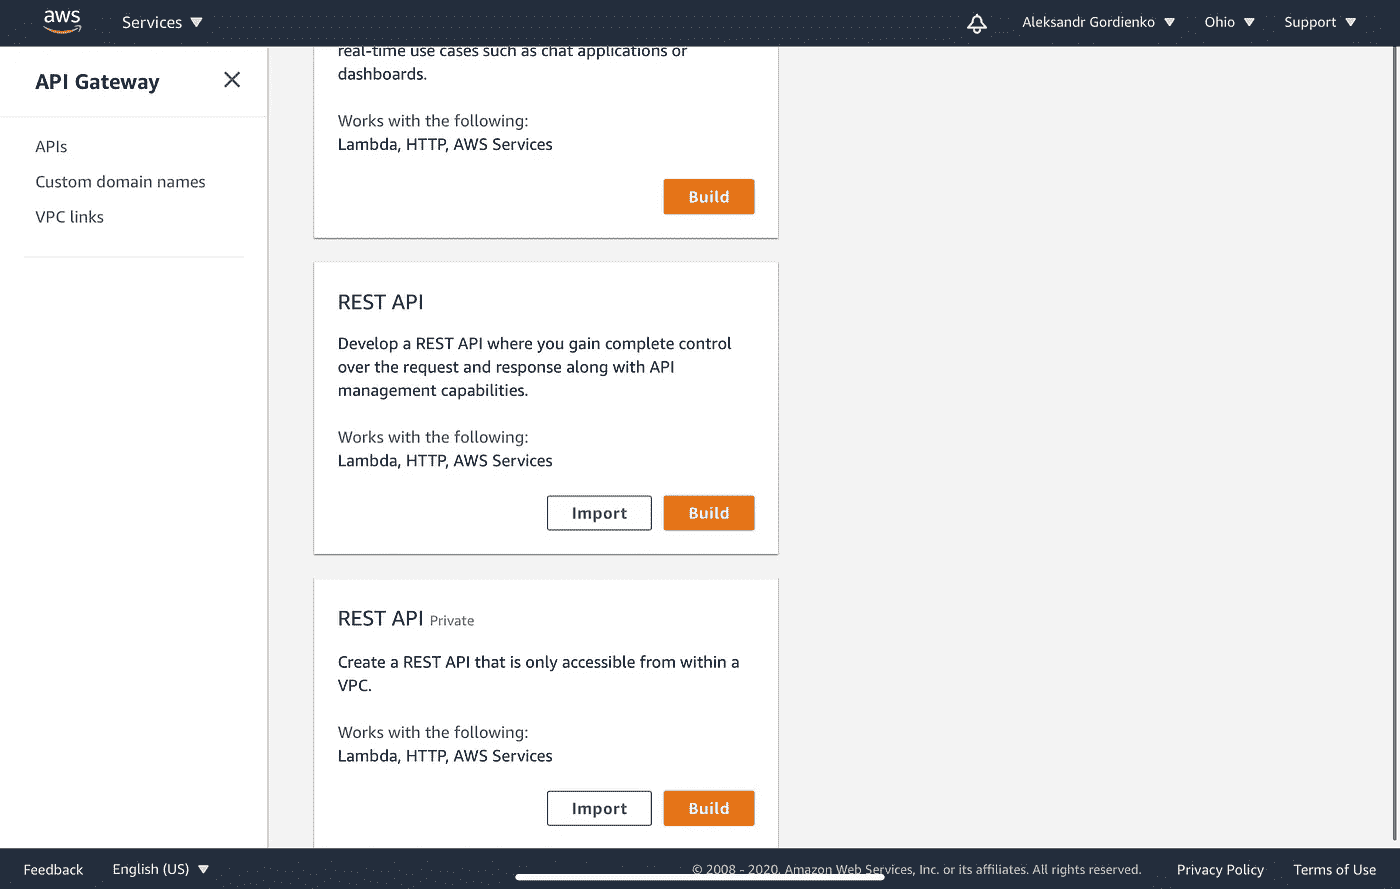 aws
Services
Aleksandr Gordienko
Ohio
Support
API Gateway
APIs
Custom domain names
VPC links
real-time use cases such as chat applications or
dashboards.
Works with the following:
Lambda, HTTP, AWS Services
Build
REST API
Develop a REST API where you gain complete control
over the request and response along with API
management capabilities.
Works with the following:
Lambda, HTTP, AWS Services
Import
Build
REST API Private
Create a REST API that is only accessible from within a
VPC.
Works with the following:
Lambda, HTTP, AWS Services
Import
Build
Feedback
English (US)
© 2008 - 2020, Amazon Web Services, Inc. or its affiliates. All rights reserved.
Privacy Policy
Terms of Use